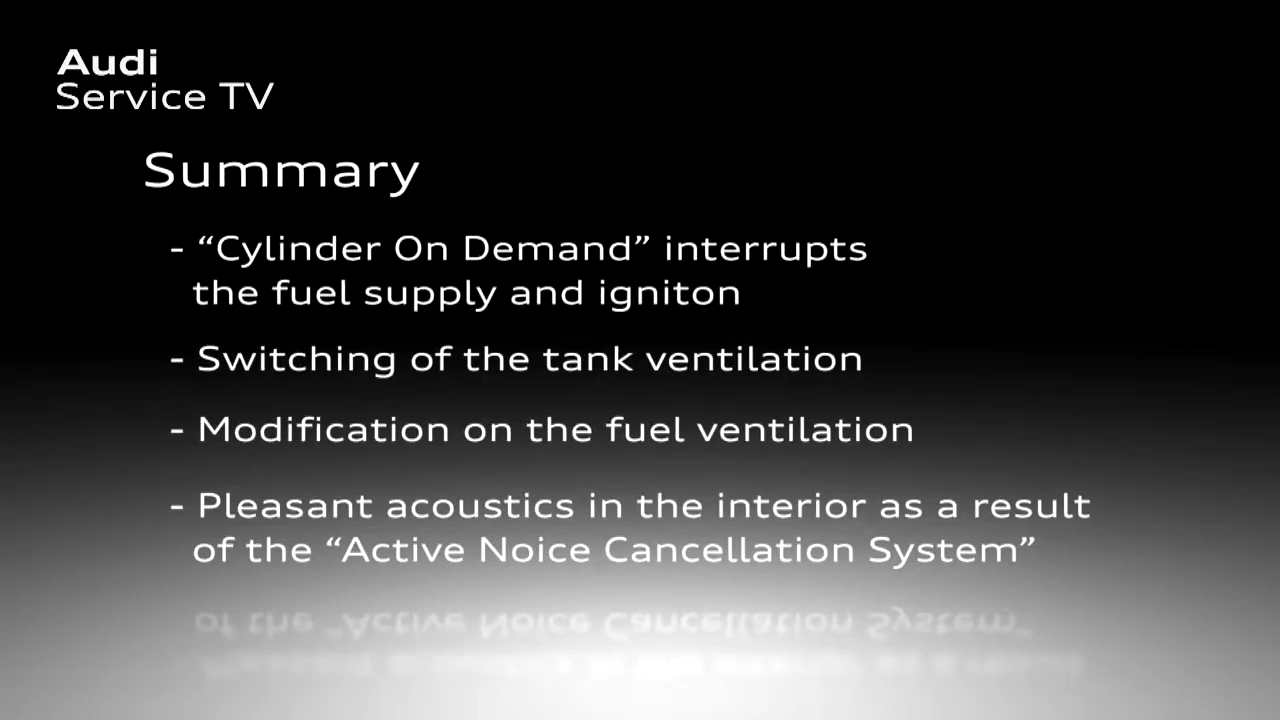 Audi
Service TV
Summary
- “Cylinder On Demand” interrupts
the fuel supply and igniton
- Switching of the tank ventilation
- Modification on the fuel ventilation
- Pleasant acoustics in the interior as a result
of the “Active Noice Cancellation System”